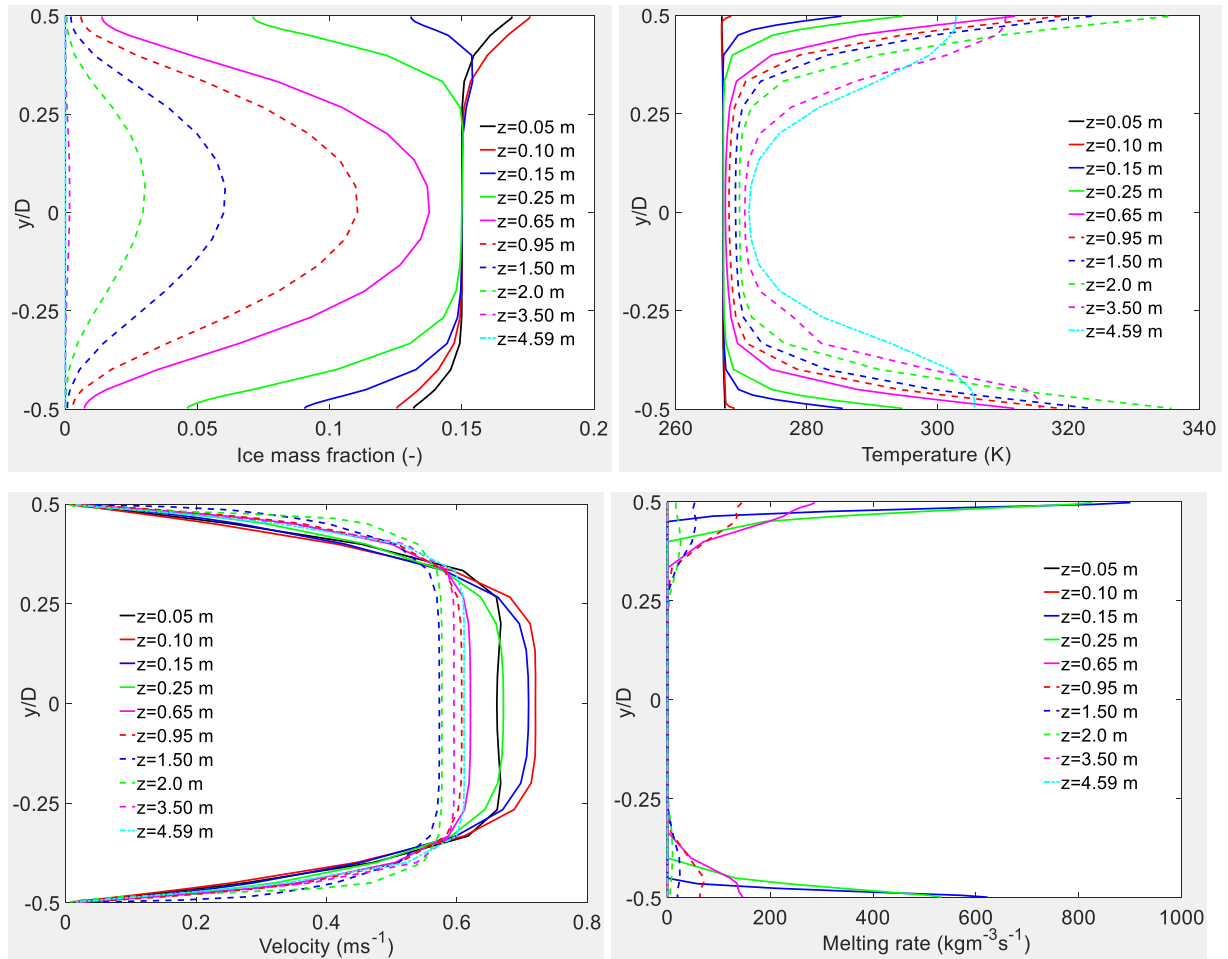 0.5
0.25
0
-0.25
-0.5
y/D
0
0.05
0.1
0.15
0.2
Ice mass fraction (-)
z=0.05 m
z=0.10 m
z=0.15 m
z=0.25 m
z=0.65 m
z=0.95 m
z=1.50 m
z=2.0 m
z=3.50 m
z=4.59 m
0.5
0.25
0
-0.25
-0.5
y/D
260
280
300
320
340
Temperature (K)
z=0.05 m
z=0.10 m
z=0.15 m
z=0.25 m
z=0.65 m
z=0.95 m
z=1.50 m
z=2.0 m
z=3.50 m
z=4.59 m
0.5
0.25
0
-0.25
-0.5
y/D
0
0.2
0.4
0.6
0.8
Velocity (ms⁻¹)
z=0.05 m
z=0.10 m
z=0.15 m
z=0.25 m
z=0.65 m
z=0.95 m
z=1.50 m
z=2.0 m
z=3.50 m
z=4.59 m
0.5
0.25
0
-0.25
-0.5
y/D
0
200
400
600
800
1000
Melting rate (kgm⁻³s⁻¹)
z=0.05 m
z=0.10 m
z=0.15 m
z=0.25 m
z=0.65 m
z=0.95 m
z=1.50 m
z=2.0 m
z=3.50 m
z=4.59 m